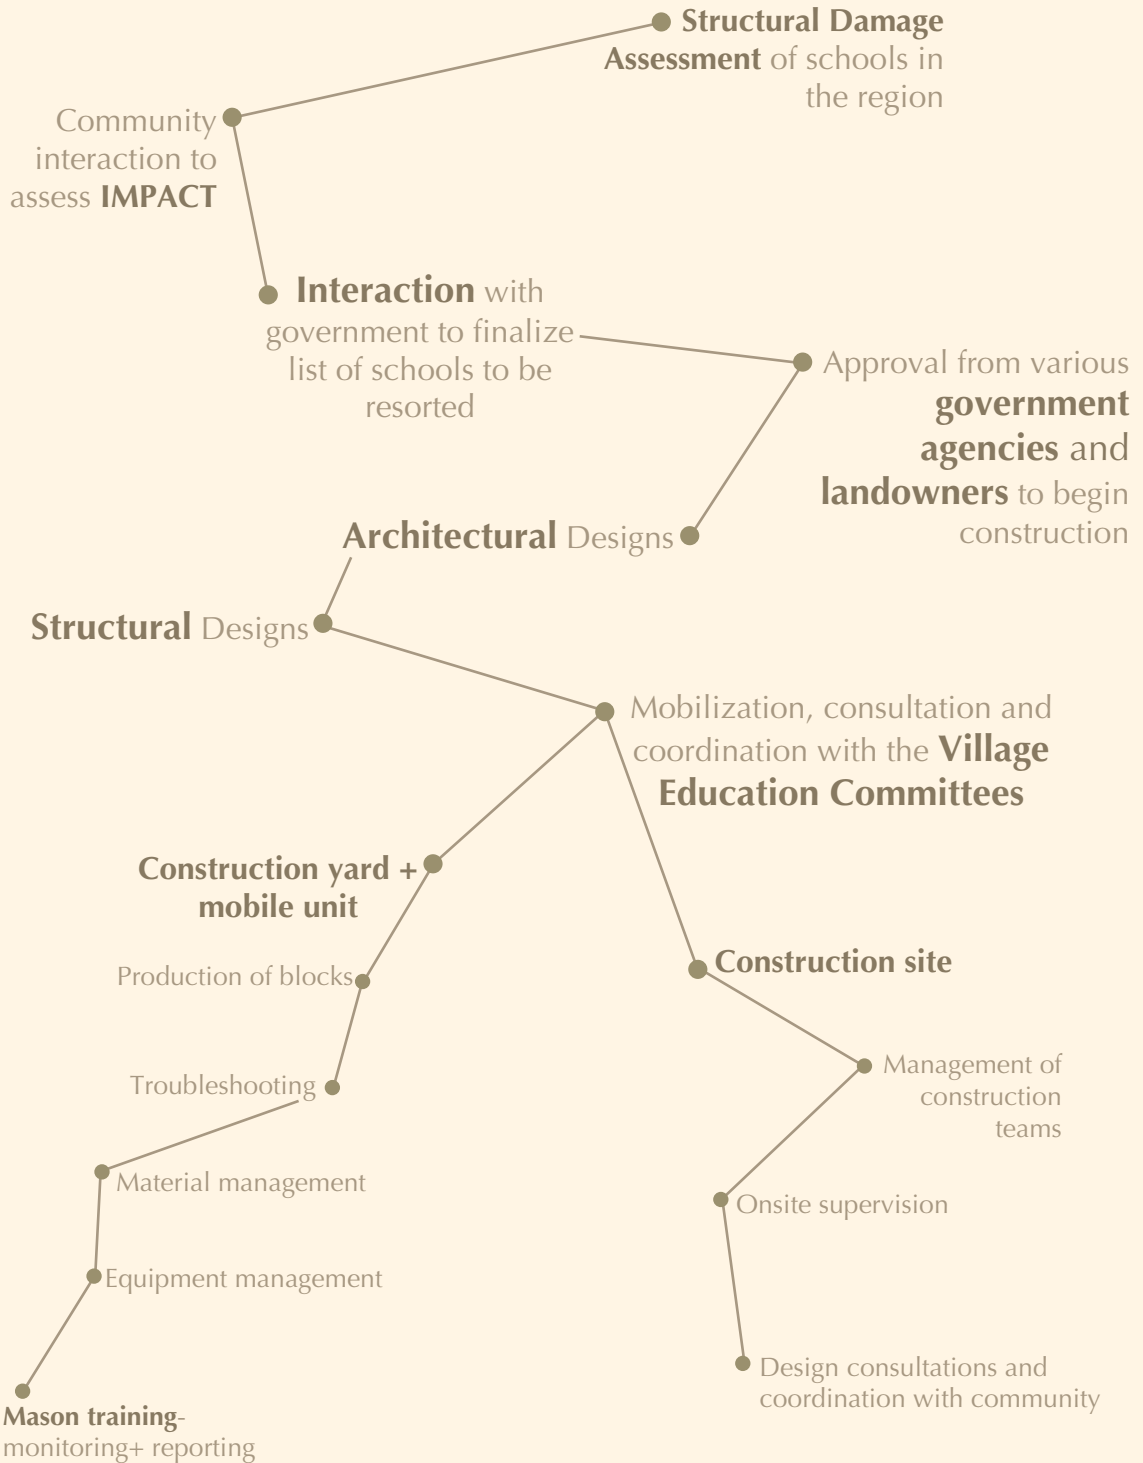 Structural Damage
Assessment of schools in
the region
Community
interaction to
assess IMPACT
Interaction with
government to finalize
list of schools to be
resorted
Approval from various
government
agencies and
landowners to begin
construction
Architectural Designs
Structural Designs
Mobilization, consultation and
coordination with the Village
Education Committees
Construction yard +
mobile unit
Production of blocks
Troubleshooting
Material management
Equipment management
Mason training-
monitoring+ reporting
Construction site
Management of
construction
teams
Onsite supervision
Design consultations and
coordination with community